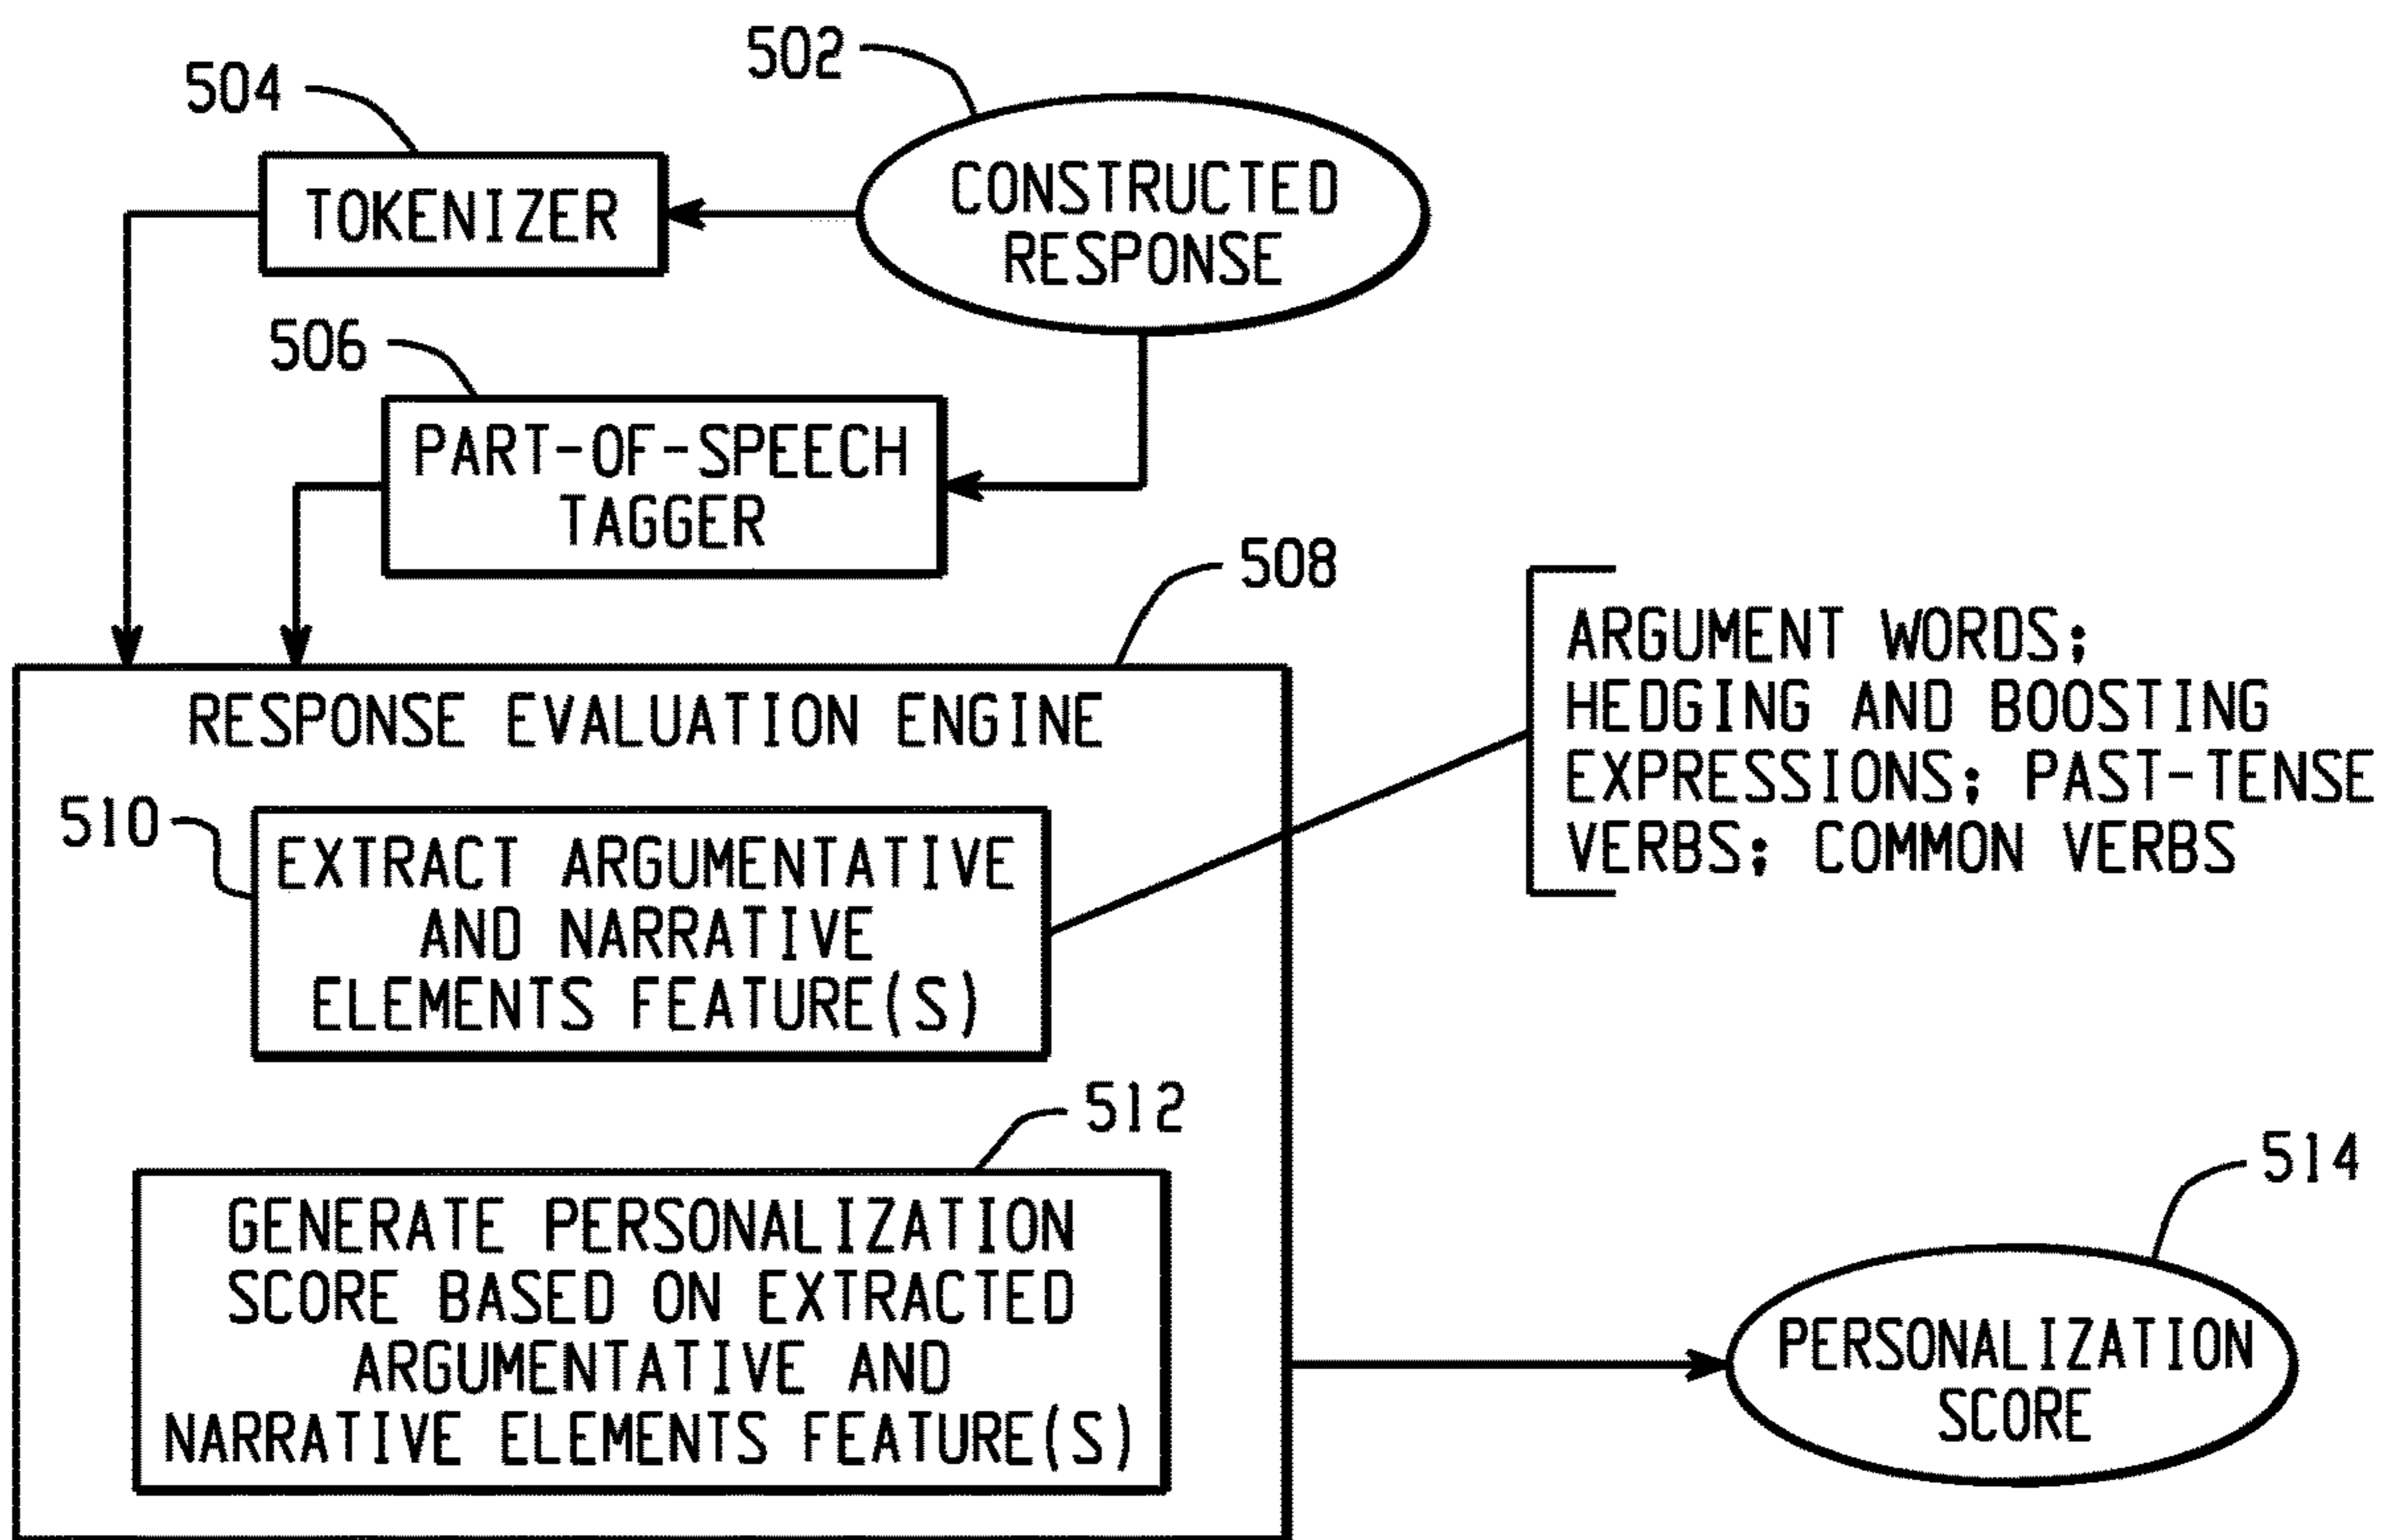 502
504
CONSTRUCTED
RESPONSE
TOKENIZER
506
PART-OF-SPEECH
TAGGER
508
ARGUMENT WORDS;
HEDGING AND BOOSTING
EXPRESSIONS; PAST-TENSE
VERBS; COMMON VERBS
RESPONSE EVALUATION ENGINE
510
EXTRACT ARGUMENTATIVE
AND NARRATIVE
ELEMENTS FEATURE(S)
512
GENERATE PERSONALIZATION
SCORE BASED ON EXTRACTED
ARGUMENTATIVE AND
NARRATIVE ELEMENTS FEATURE(S)
514
PERSONALIZATION
SCORE